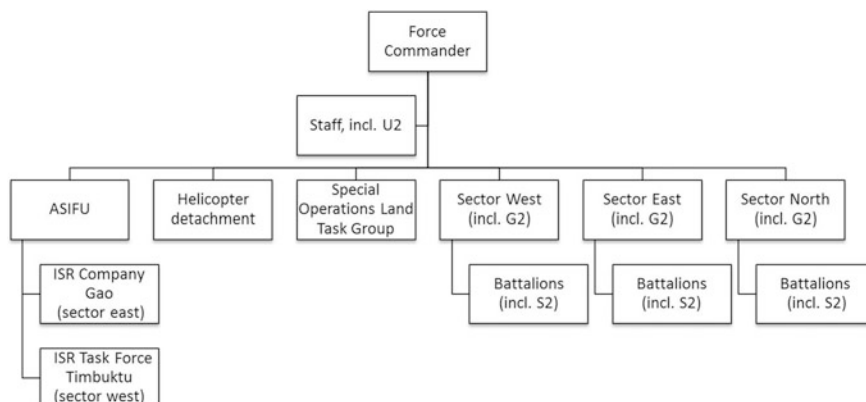 Force
Commander
Staff, incl. U2
ASIFU
Helicopter
detachment
Special
Operations Land
Task Group
Sector West
(incl. G2)
Sector East
(incl. G2)
Sector North
(incl. G2)
ISR Company
Gao
(sector east)
Battalions
(incl. S2)
Battalions
(incl. S2)
Battalions
(incl. S2)
ISR Task Force
Timbuktu
(sector west)